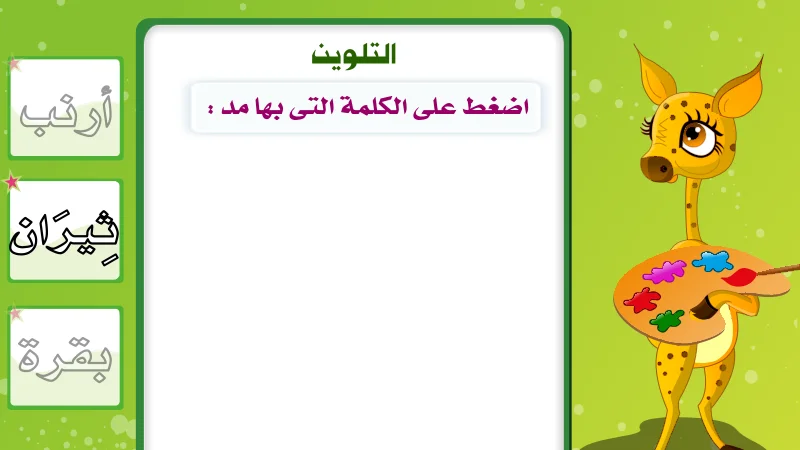 التلوين
اضغط على الكلمة التى بها مد :
أرنب
ثِيرَان
بقرة